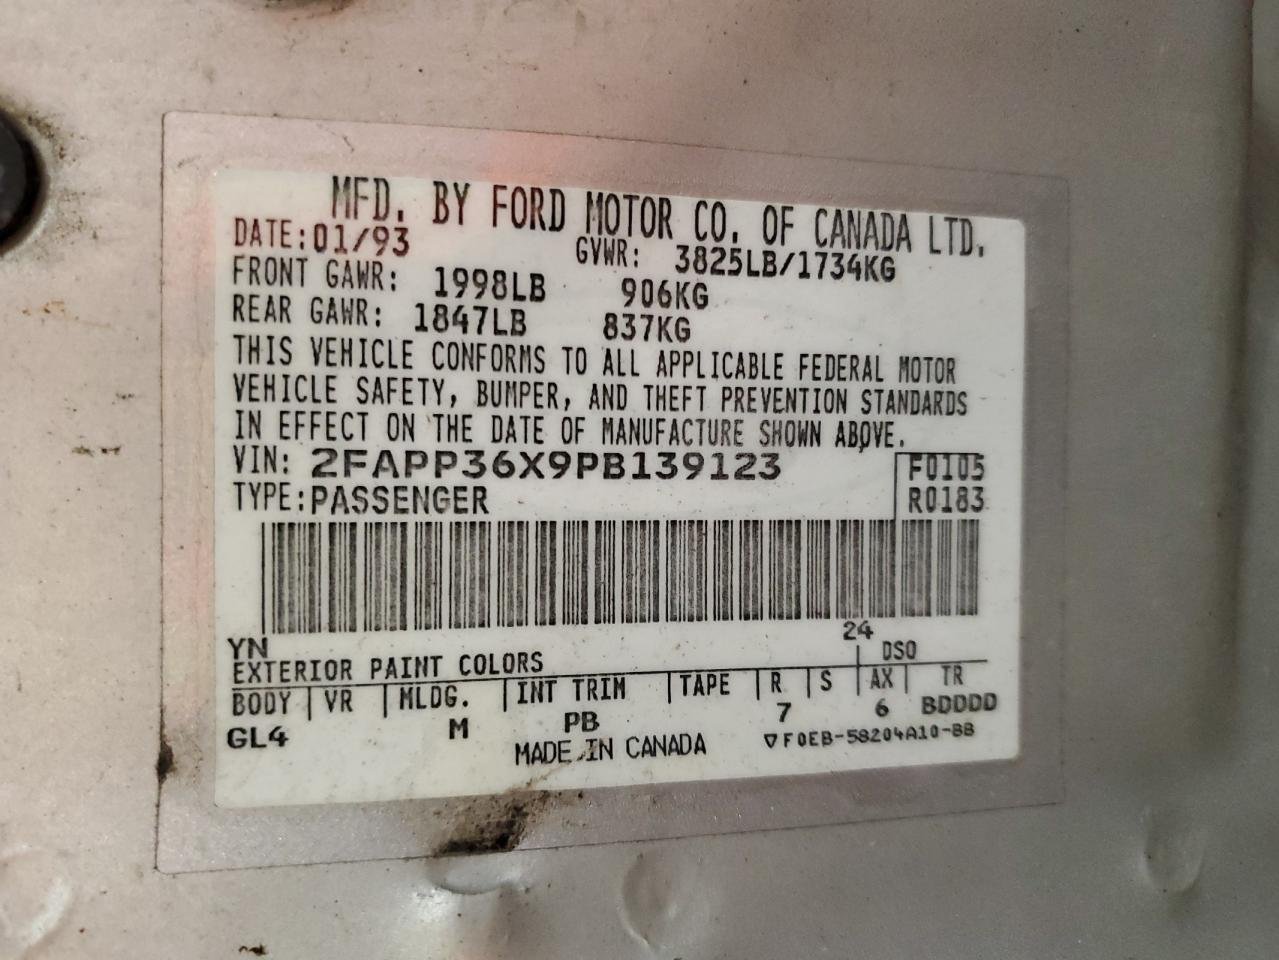 MFD. BY FORD MOTOR CO. OF CANADA LTD.
DATE:01/93 GVWR: 3825LB/1734KG
FRONT GAWR: 1998LB 906KG
REAR GAWR: 1847LB 837KG
THIS VEHICLE CONFORMS TO ALL APPLICABLE FEDERAL MOTOR
VEHICLE SAFETY, BUMPER, AND THEFT PREVENTION STANDARDS
IN EFFECT ON THE DATE OF MANUFACTURE SHOWN ABOVE.
VIN: 2FAPP36X9PB139123 F0105
TYPE:PASSENGER R0183
YN 24
EXTERIOR PAINT COLORS DSO
BODY VR MLDG. INT TRIM TAPE R S AX TR
GL4 M PB 7 6 BDDDD
MADE IN CANADA ▽F0EB-58204A10-BB